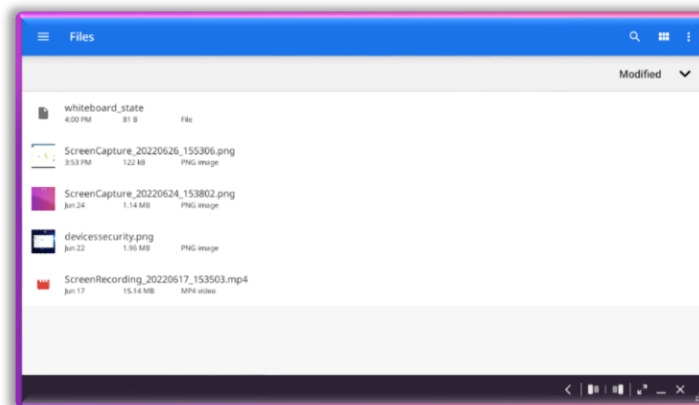 Files
Modified
whiteboard_state
4:00 PM 81 B File
ScreenCapture_20220626_155306.png
3:53 PM 122 kB PNG image
ScreenCapture_20220624_153802.png
Jun 24 1.14 MB PNG image
devicessecurity.png
Jun 22 1.96 MB PNG image
ScreenRecording_20220617_153503.mp4
Jun 17 15.14 MB MP4 video